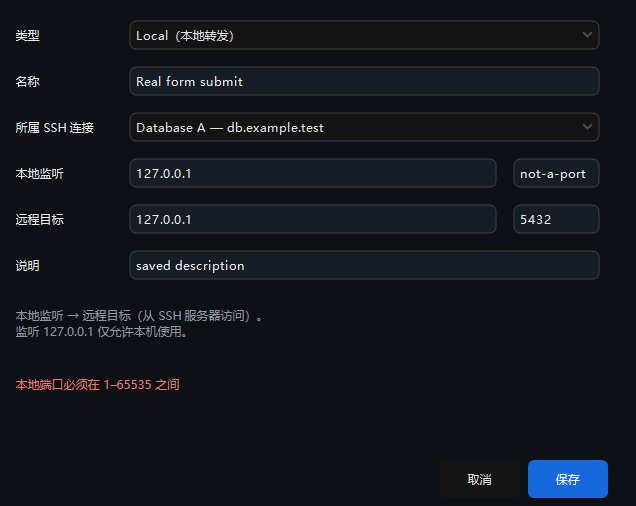 类型 Local（本地转发）
名称 Real form submit
所属 SSH 连接 Database A — db.example.test
本地监听 127.0.0.1 not-a-port
远程目标 127.0.0.1 5432
说明 saved description
本地监听 → 远程目标（从 SSH 服务器访问）。
监听 127.0.0.1 仅允许本机使用。
本地端口必须在 1–65535 之间
取消 保存